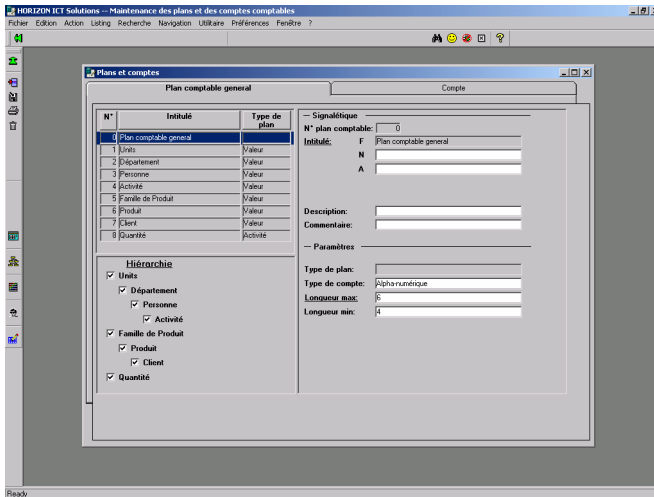 HORIZON ICT Solutions -- Maintenance des plans et des comptes comptables
Fichier Edition Action Listing Recherche Navigation Utilitaire Préférences Fenêtre ?
Plans et comptes
Plan comptable general Compte
N° Intitulé Type de plan
0 Plan comptable general
1 Units Valeur
2 Département Valeur
3 Personne Valeur
4 Activité Valeur
5 Famille de Produit Valeur
6 Produit Valeur
7 Client Valeur
8 Quantité Activité
Hiérarchie
Units
Département
Personne
Activité
Famille de Produit
Produit
Client
Quantité
Signalétique
N° plan comptable: 0
Intitulé: F Plan comptable general
N
A
Description:
Commentaire:
Paramètres
Type de plan:
Type de compte: Alpha-numérique
Longueur max: 6
Longueur min: 4
Ready